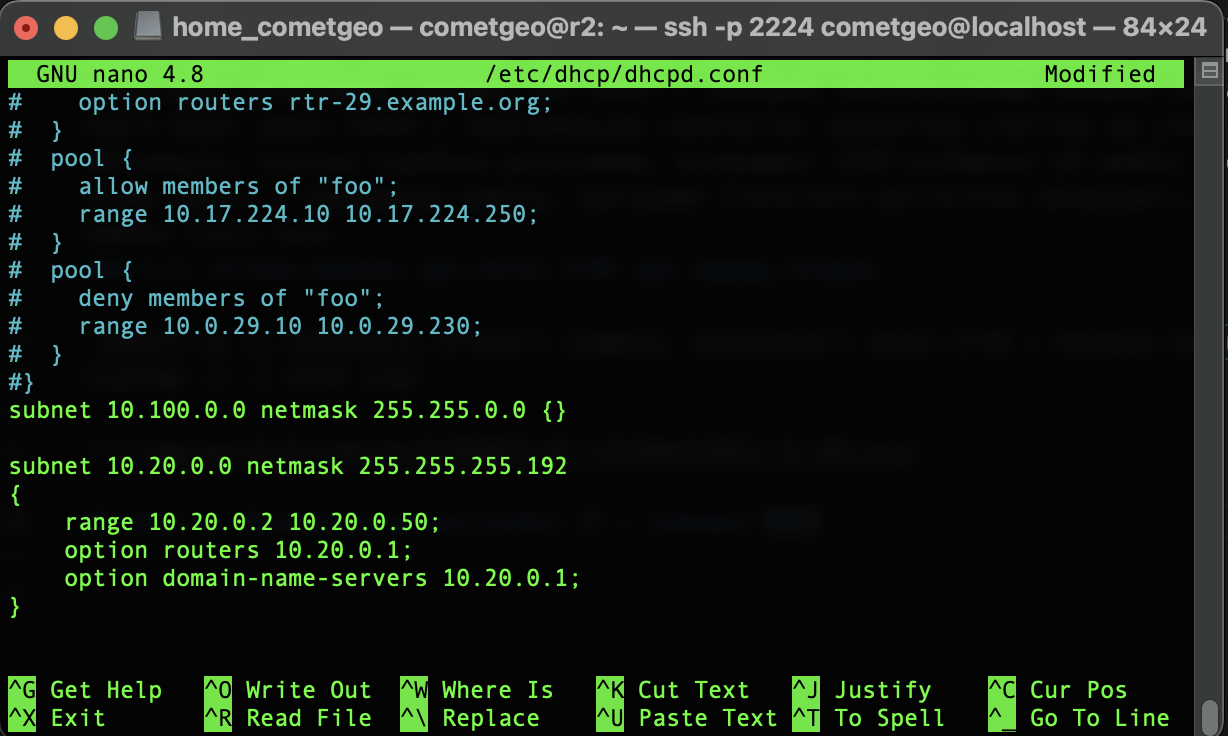 home_cometgeo — cometgeo@r2: ~ — ssh -p 2224 cometgeo@localhost — 84×24
GNU nano 4.8 /etc/dhcp/dhcpd.conf Modified
#    option routers rtr-29.example.org;
#  }
#  pool {
#    allow members of "foo";
#    range 10.17.224.10 10.17.224.250;
#  }
#  pool {
#    deny members of "foo";
#    range 10.0.29.10 10.0.29.230;
#  }
#}
subnet 10.100.0.0 netmask 255.255.0.0 {}
subnet 10.20.0.0 netmask 255.255.255.192
{
    range 10.20.0.2 10.20.0.50;
    option routers 10.20.0.1;
    option domain-name-servers 10.20.0.1;
}
^G Get Help ^O Write Out ^W Where Is ^K Cut Text ^J Justify ^C Cur Pos
^X Exit ^R Read File ^\ Replace ^U Paste Text ^T To Spell ^_ Go To Line